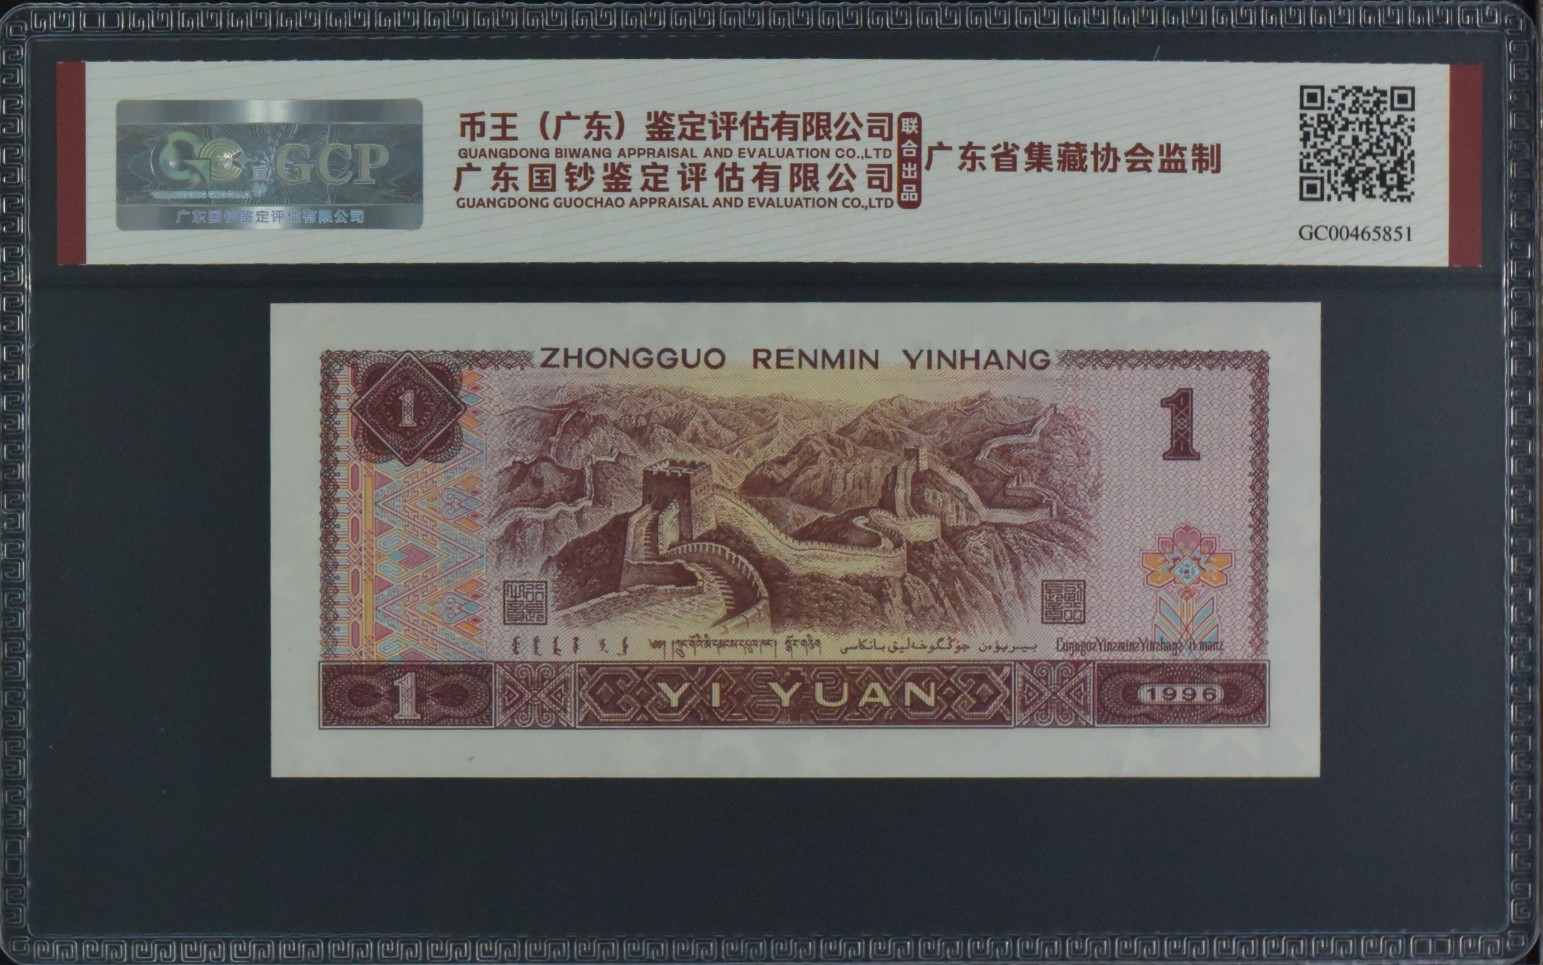 币王（广东）鉴定评估有限公司
GUANGDONG BIWANG APPRAISAL AND EVALUATION CO.,LTD
广东国钞鉴定评估有限公司
GUANGDONG GUOCHAO APPRAISAL AND EVALUATION CO.,LTD
联合出品
广东省集藏协会监制
GCP
广东国钞鉴定评估有限公司
GC00465851
ZHONGGUO RENMIN YINHANG
1
1
1
YI YUAN
1996